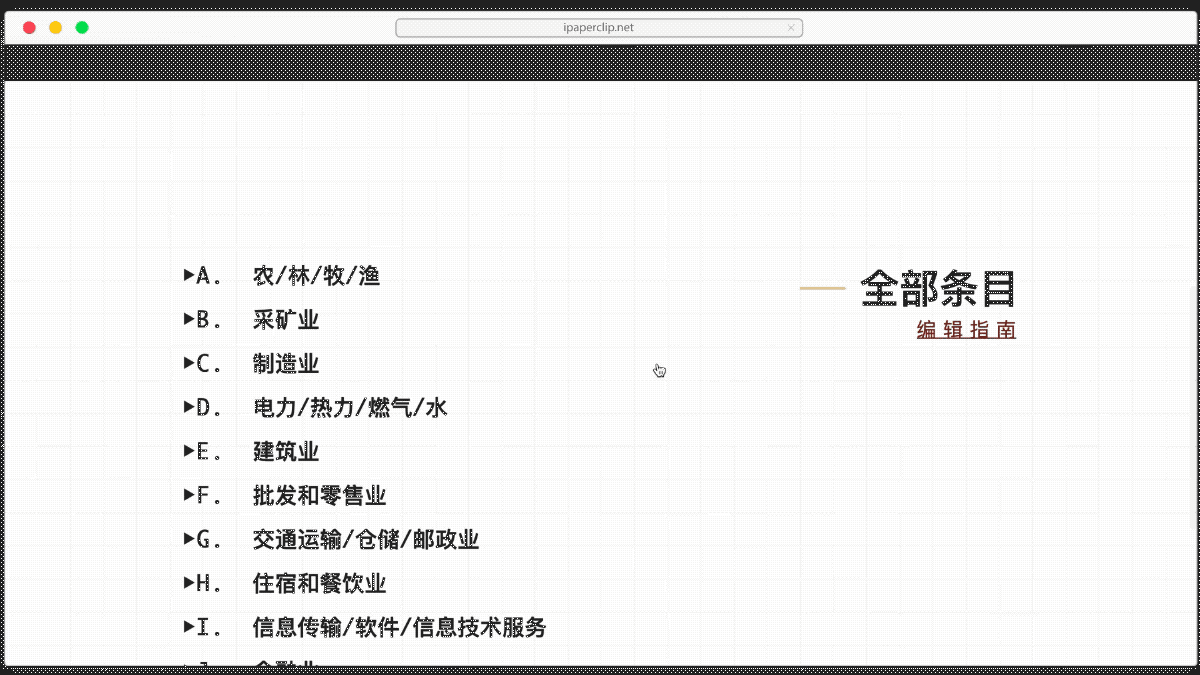 ipaperclip.net
▶A. 农/林/牧/渔
▶B. 采矿业
▶C. 制造业
▶D. 电力/热力/燃气/水
▶E. 建筑业
▶F. 批发和零售业
▶G. 交通运输/仓储/邮政业
▶H. 住宿和餐饮业
▶I. 信息传输/软件/信息技术服务
全部条目
编辑指南